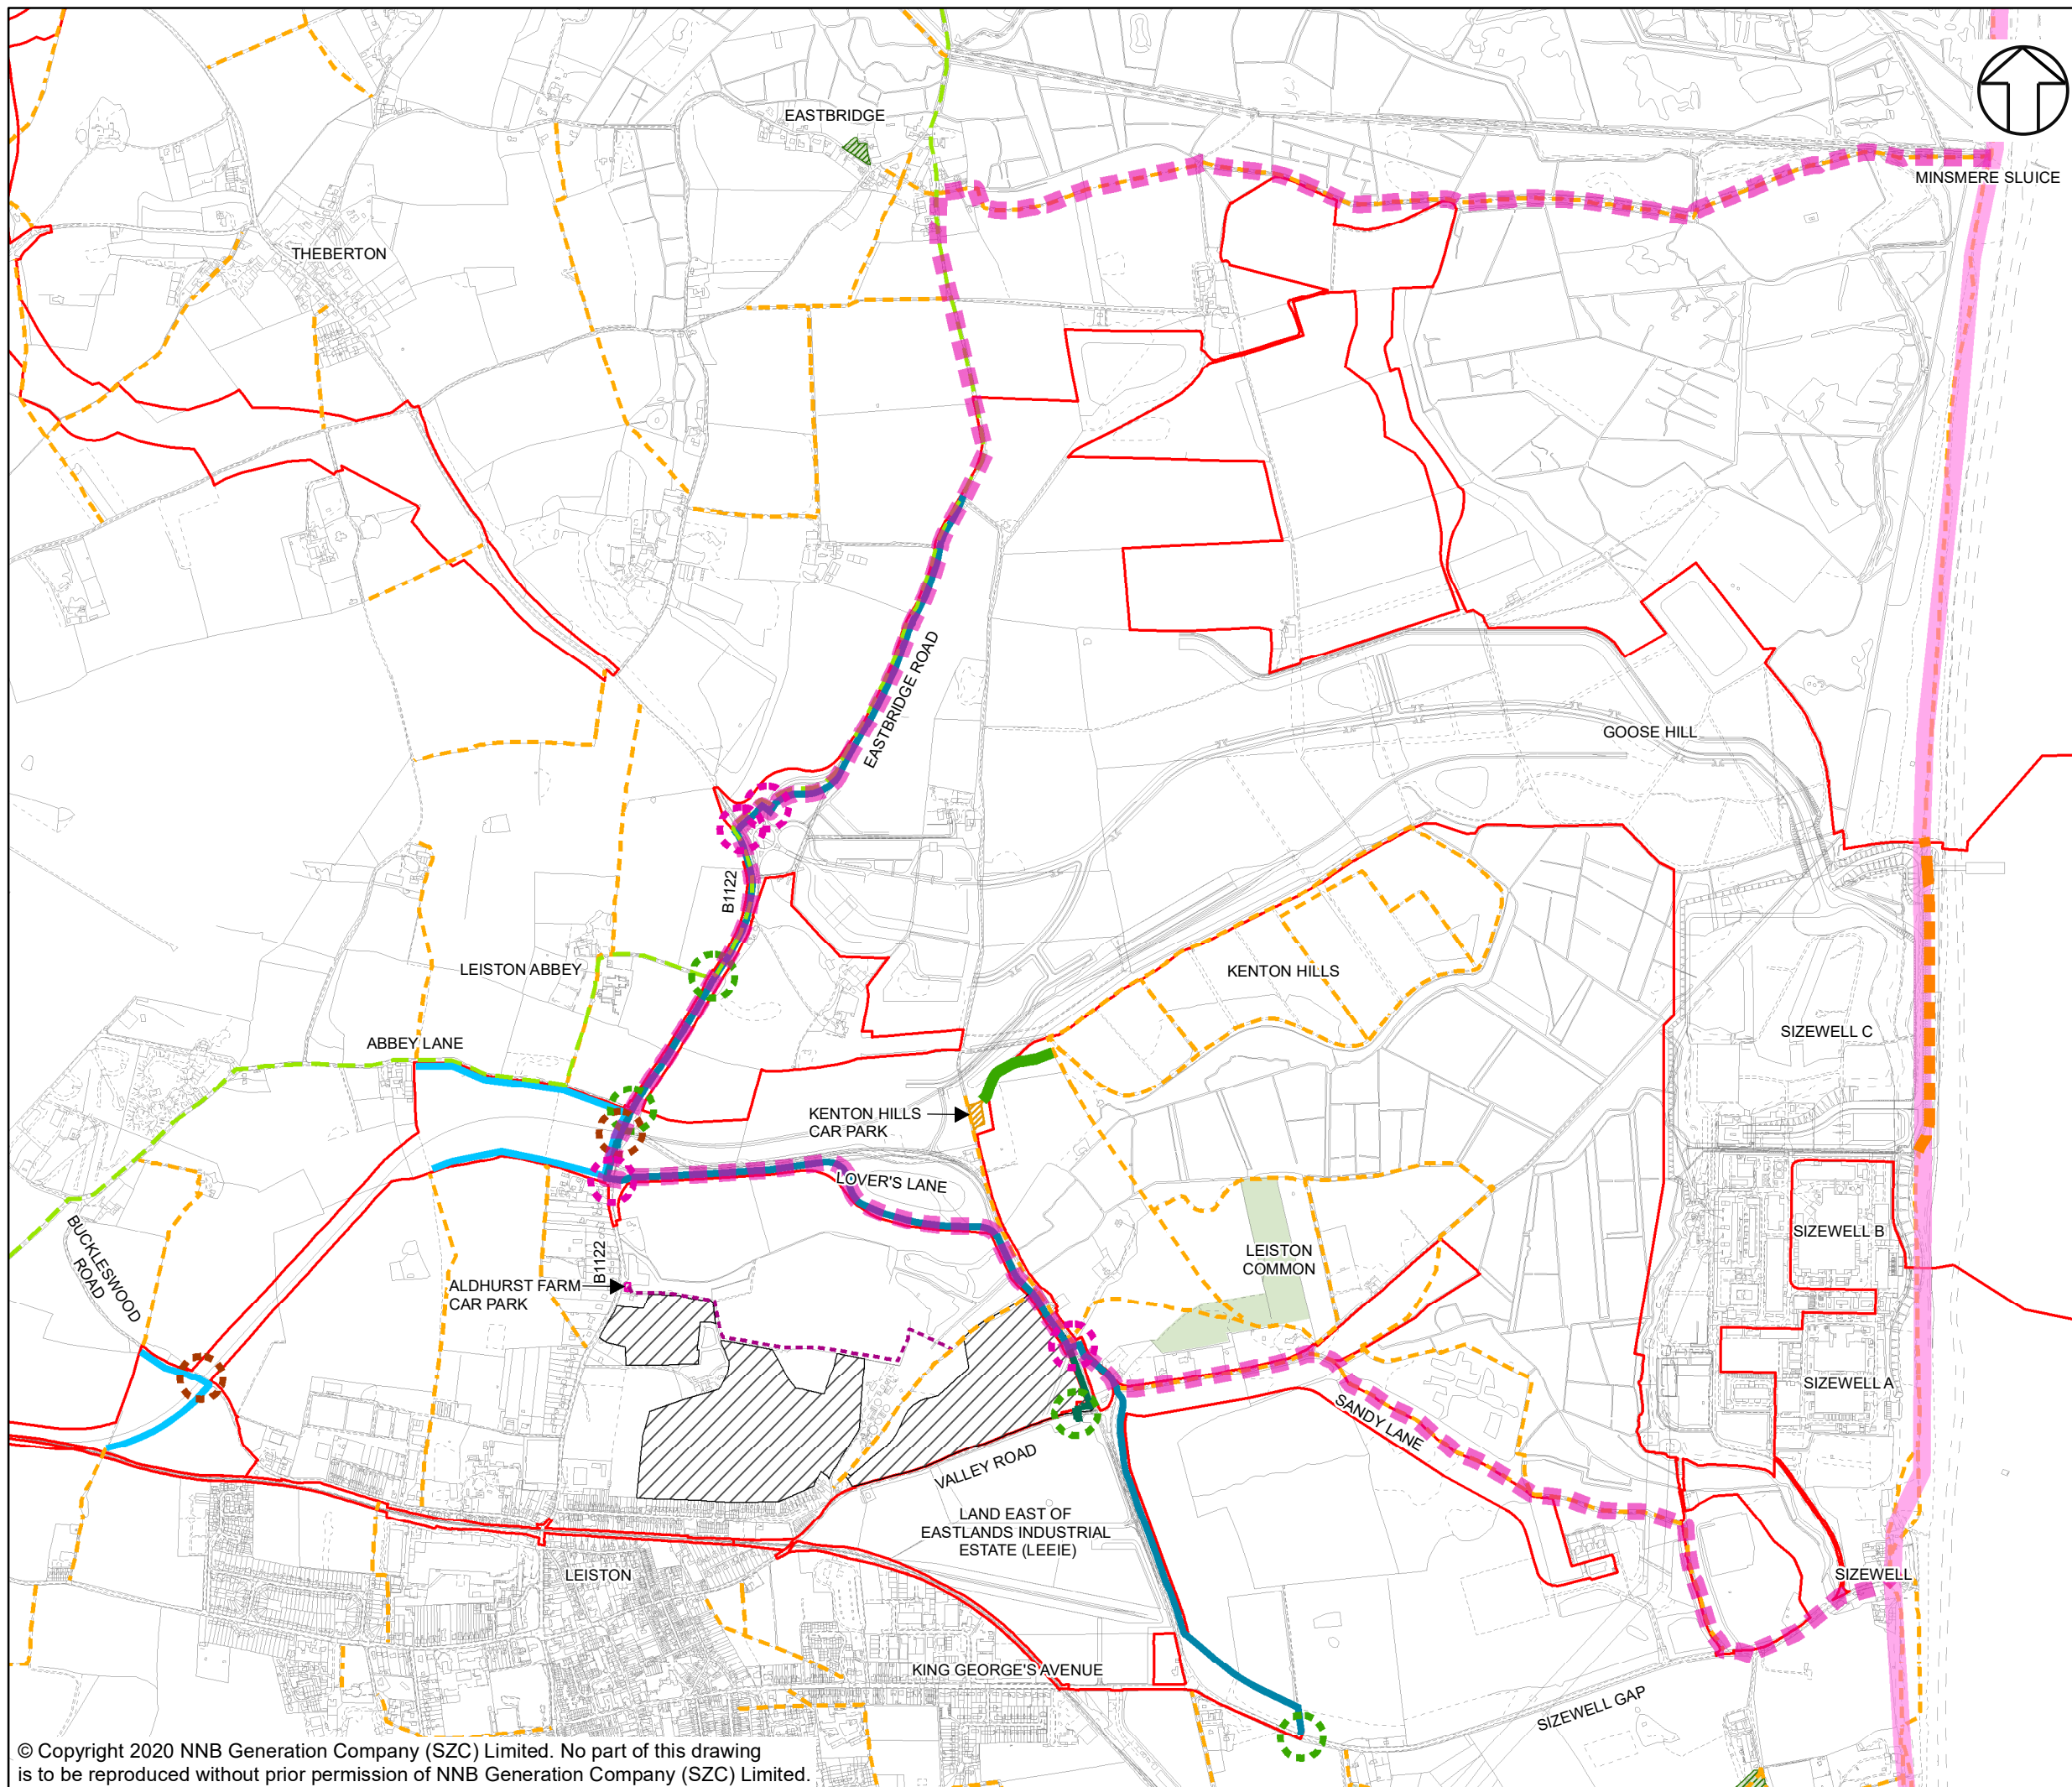 EASTBRIDGE
MINSMERE SLUICE
THEBERTON
EASTBRIDGE ROAD
GOOSE HILL
B1122
LEISTON ABBEY
KENTON HILLS
SIZEWELL C
ABBEY LANE
KENTON HILLS
CAR PARK
LOVER'S LANE
BUCKLESWOOD
ROAD
SIZEWELL B
LEISTON
COMMON
B1122
ALDHURST FARM
CAR PARK
SIZEWELL A
SANDY LANE
VALLEY ROAD
LAND EAST OF
EASTLANDS INDUSTRIAL
ESTATE (LEEIE)
LEISTON
SIZEWELL
KING GEORGE'S AVENUE
SIZEWELL GAP
© Copyright 2020 NNB Generation Company (SZC) Limited. No part of this drawing
is to be reproduced without prior permission of NNB Generation Company (SZC) Limited.